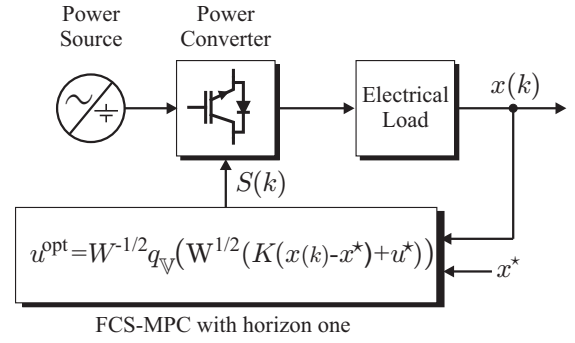 Power Source
Power Converter
Electrical Load
x(k)
S(k)
u^opt=W^-1/2 q_𝕍(W^1/2(K(x(k)-x^⋆)+u^⋆))
x^⋆
FCS-MPC with horizon one